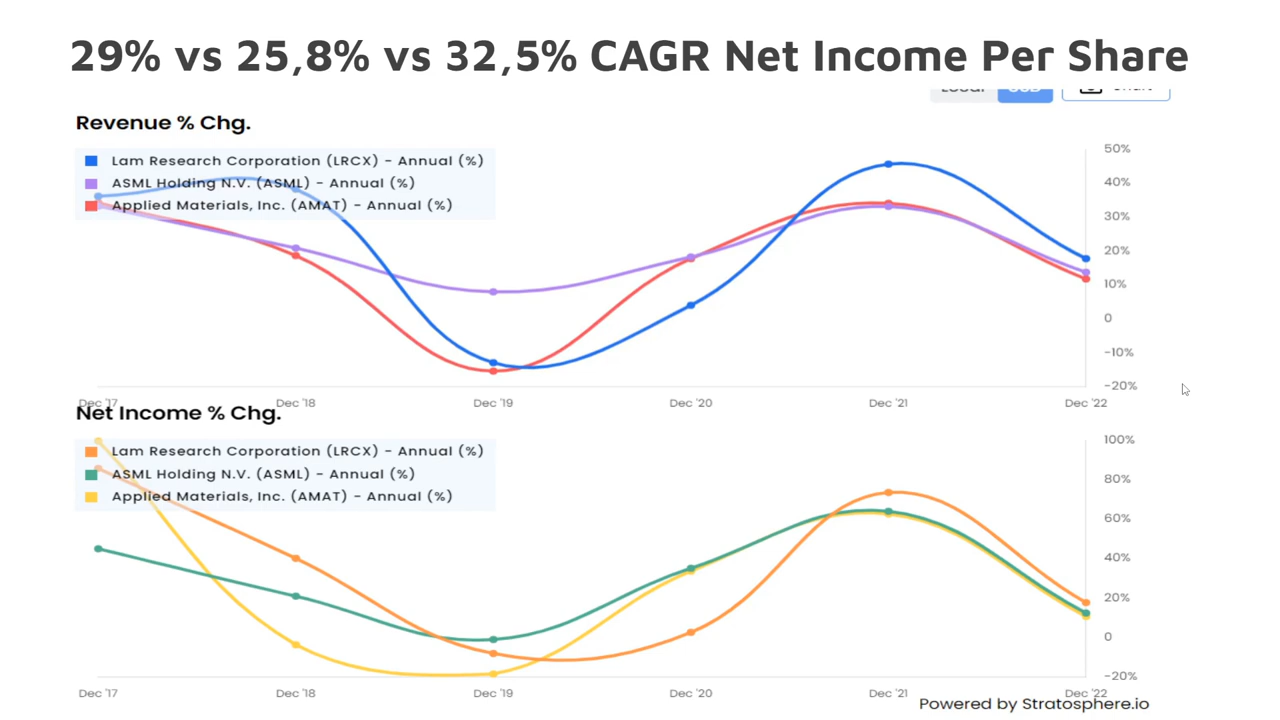 29% vs 25,8% vs 32,5% CAGR Net Income Per Share
Revenue % Chg.
Lam Research Corporation (LRCX) - Annual (%)
ASML Holding N.V. (ASML) - Annual (%)
Applied Materials, Inc. (AMAT) - Annual (%)
50%
40%
30%
20%
10%
0
-10%
-20%
Dec '17
Dec '18
Dec '19
Dec '20
Dec '21
Dec '22
Net Income % Chg.
Lam Research Corporation (LRCX) - Annual (%)
ASML Holding N.V. (ASML) - Annual (%)
Applied Materials, Inc. (AMAT) - Annual (%)
100%
80%
60%
40%
20%
0
-20%
Dec '17
Dec '18
Dec '19
Dec '20
Dec '21
Dec '22
Powered by Stratosphere.io